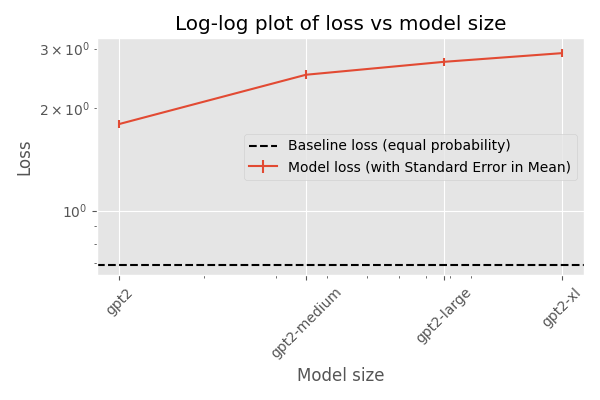 Log-log plot of loss vs model size
3 × 10⁰
2 × 10⁰
10⁰
Loss
Baseline loss (equal probability)
Model loss (with Standard Error in Mean)
gpt2
gpt2-medium
gpt2-large
gpt2-xl
Model size